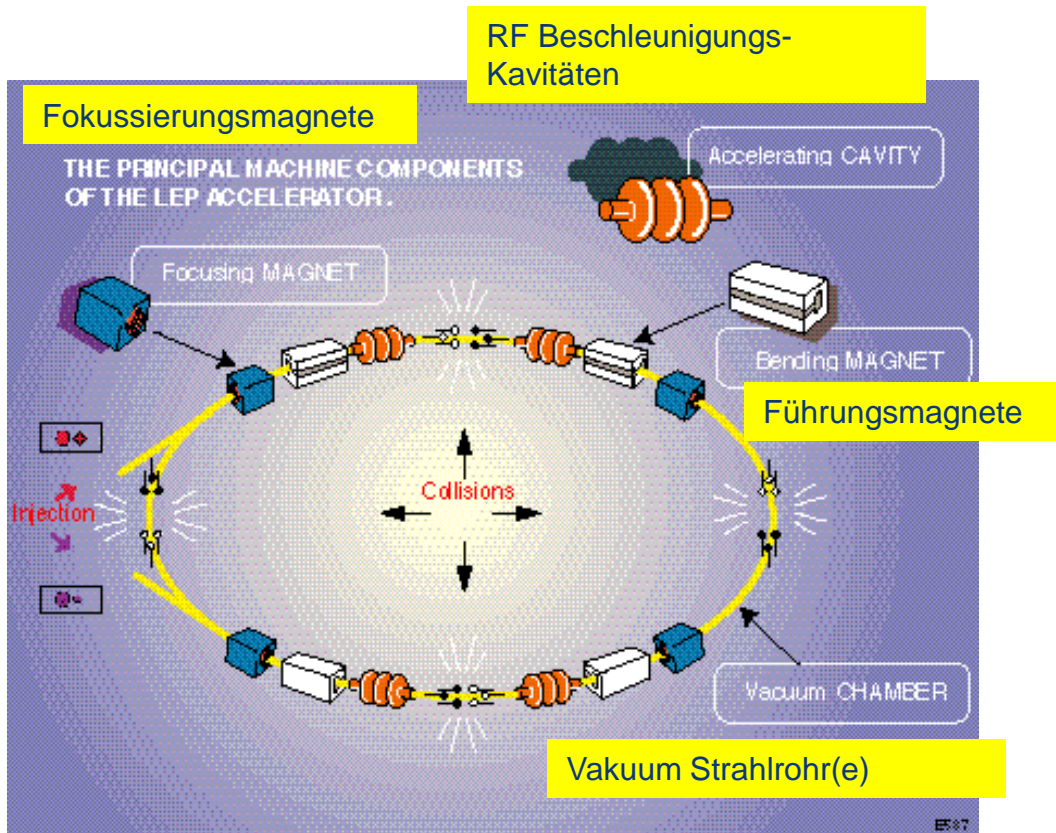 RF Beschleunigungs-
Kavitäten
Fokussierungsmagnete
THE PRINCIPAL MACHINE COMPONENTS
OF THE LEP ACCELERATOR.
Accelerating CAVITY
Focusing MAGNET
Bending MAGNET
Führungsmagnete
Collisions
Injection
Vacuum CHAMBER
Vakuum Strahlrohr(e)